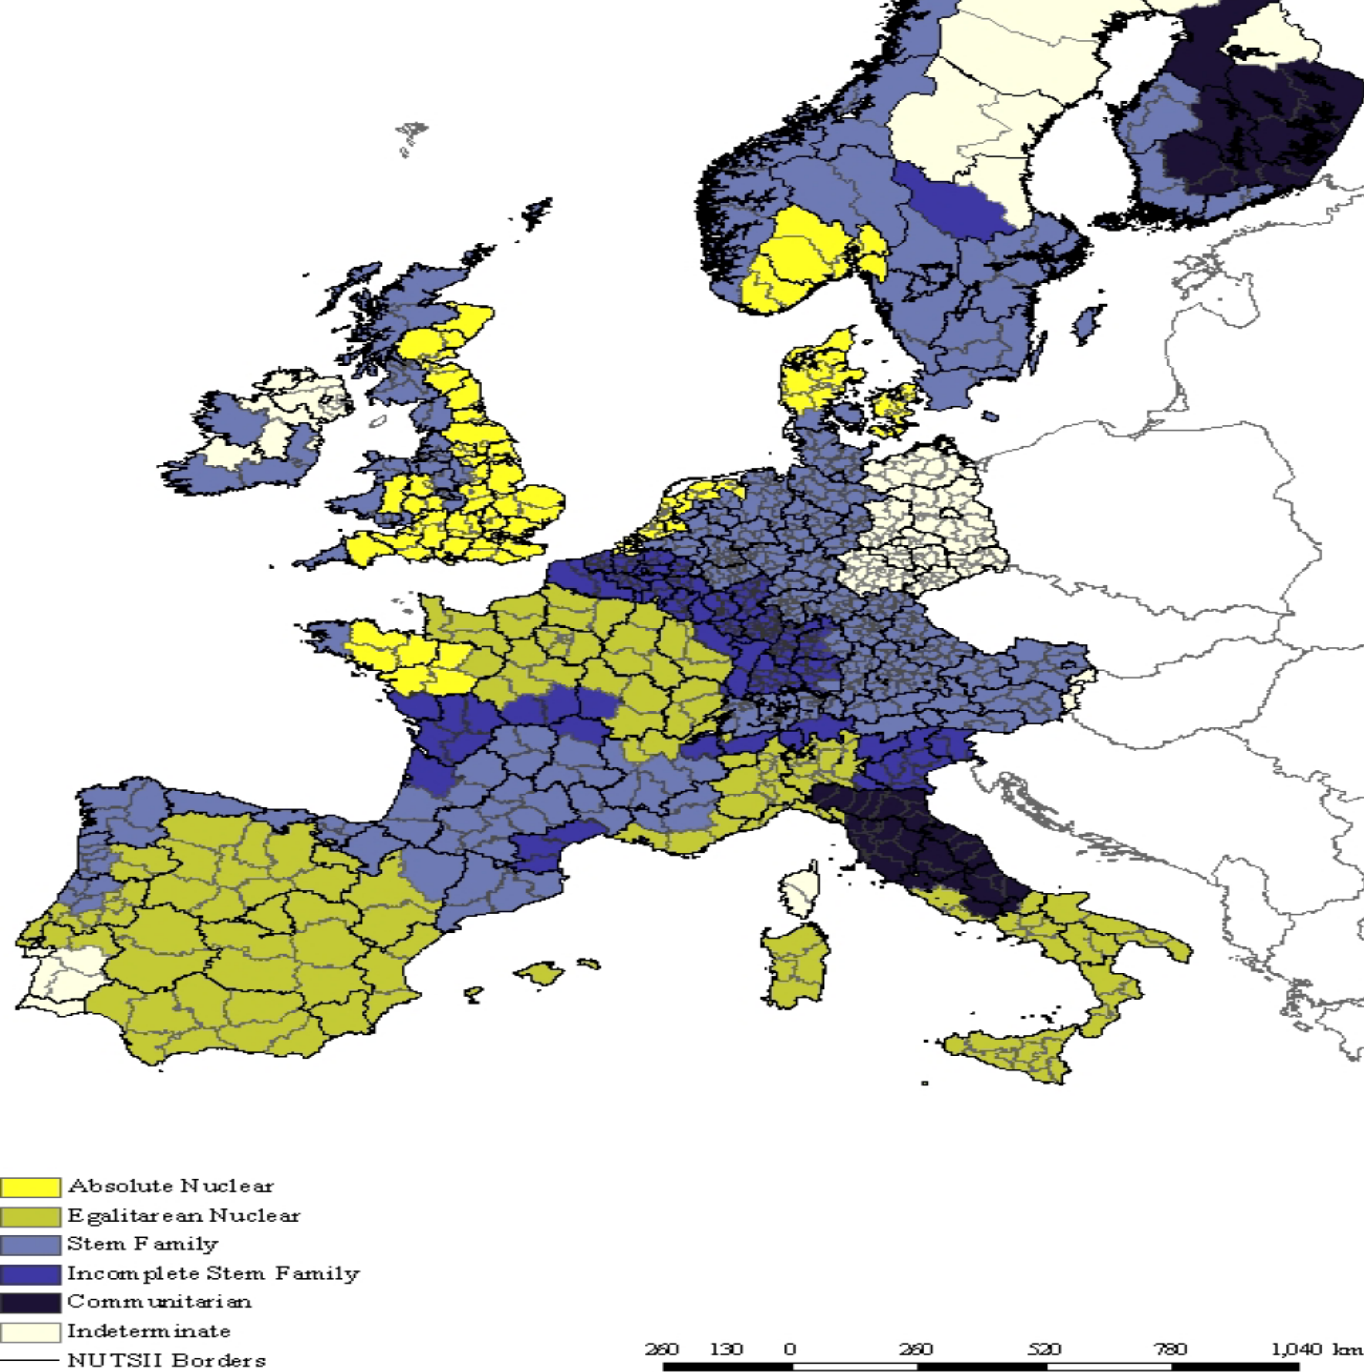 Absolute Nuclear
Egalitarean Nuclear
Stem Family
Incomplete Stem Family
Communitarian
Indeterminate
NUTSII Borders
260 130 0 260 520 780 1,040 km